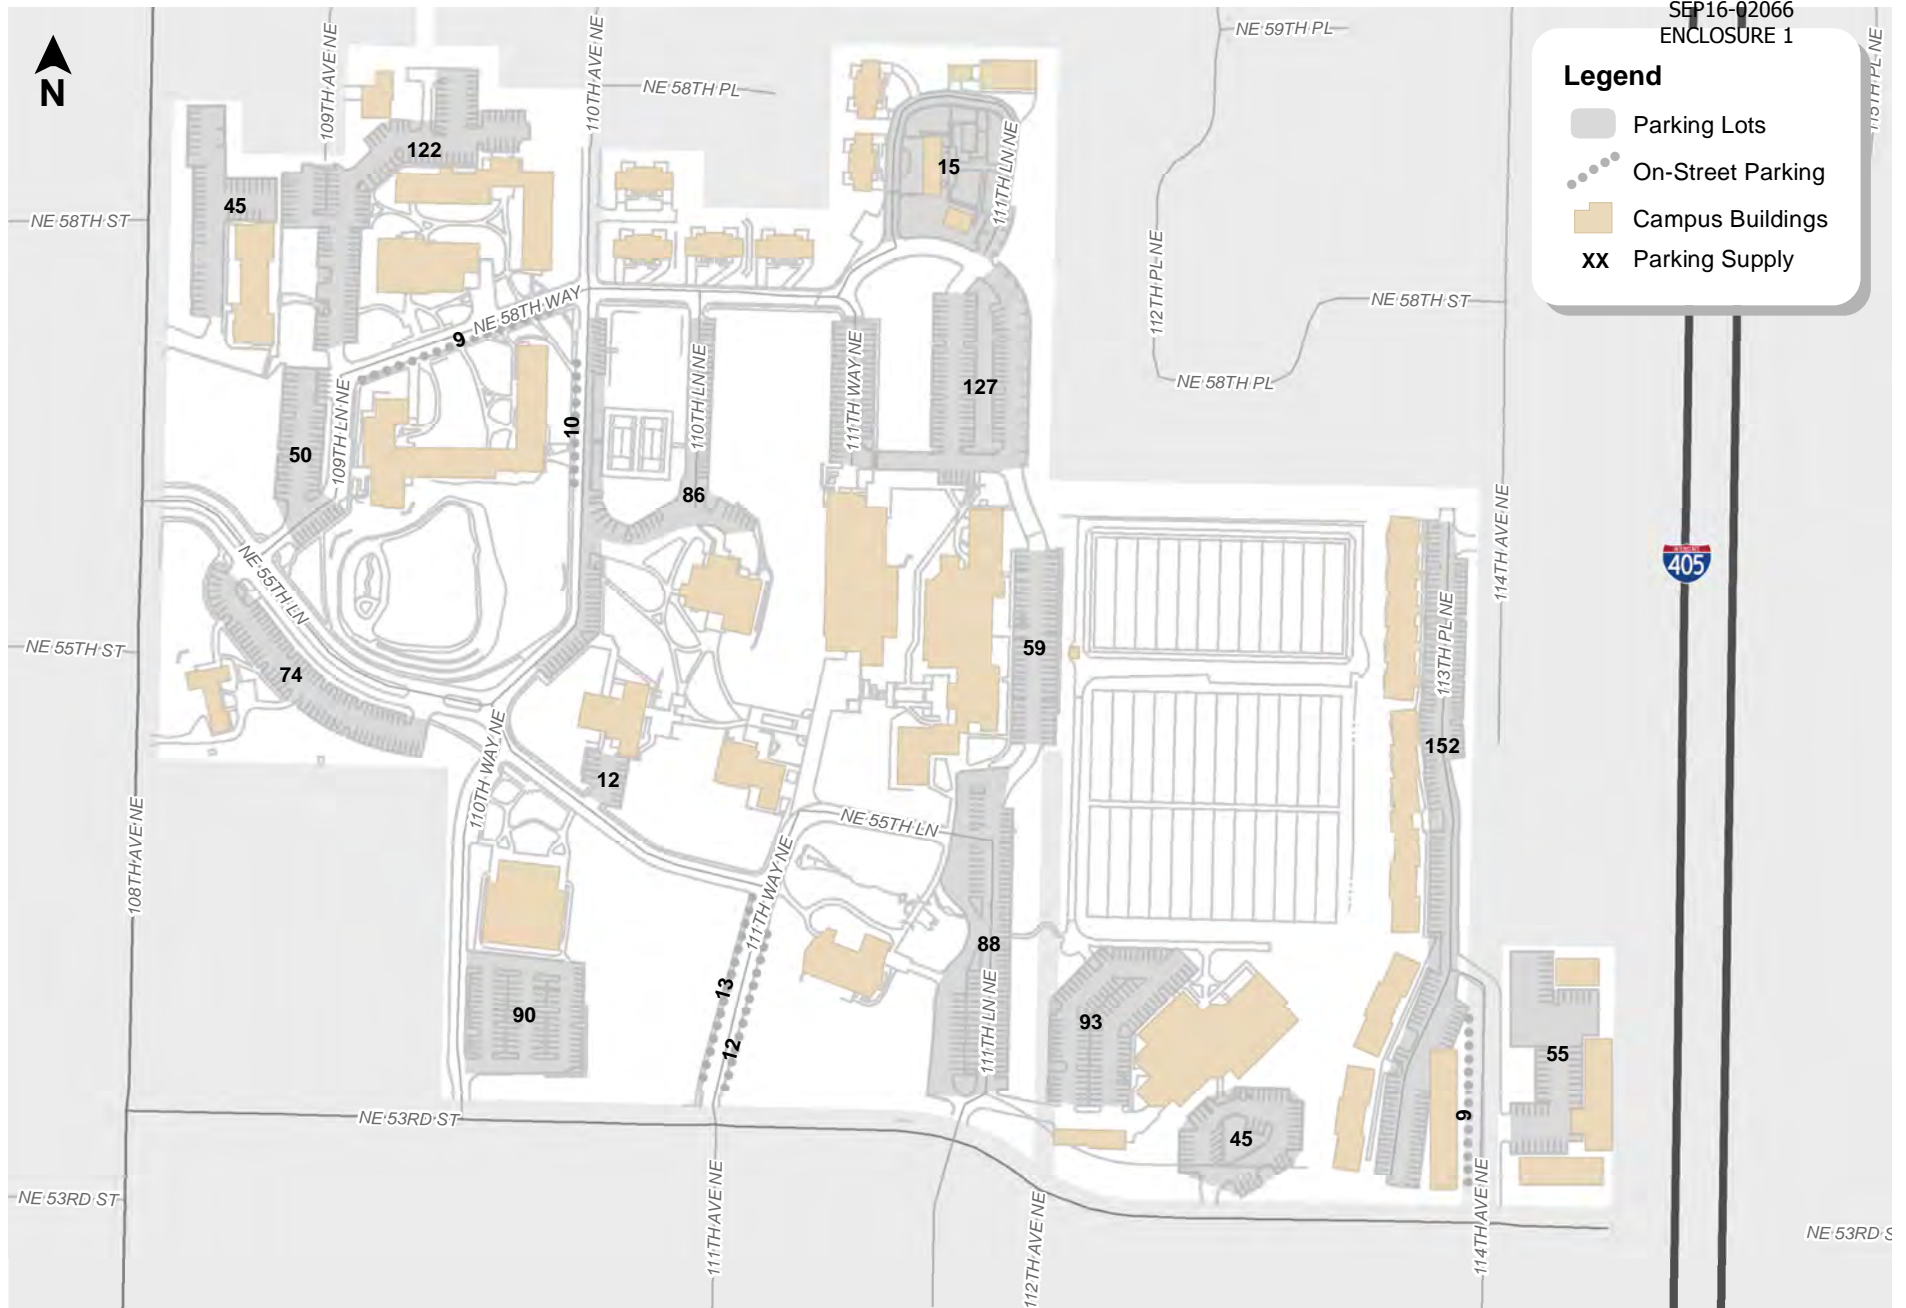 SEP16-02066
ENCLOSURE 1
Legend
Parking Lots
On-Street Parking
Campus Buildings
XX Parking Supply
N
109TH AVE NE
110TH AVE NE
NE 58TH PL
NE 59TH PL
115TH PL NE
122
15
111TH LN NE
45
NE 58TH ST
112TH PL NE
NE 58TH WAY
NE 58TH ST
9
110TH LN NE
111TH WAY NE
127
NE 58TH PL
109TH LN NE
10
50
86
114TH AVE NE
NE 55TH LN
INTERSTATE
405
NE 55TH ST
74
59
113TH PL NE
110TH WAY NE
12
152
NE 55TH LN
108TH AVE NE
111TH WAY NE
88
13
12
90
111TH LN NE
93
55
9
45
NE 53RD ST
NE 53RD ST
111TH AVE NE
112TH AVE NE
114TH AVE NE
NE 53RD S